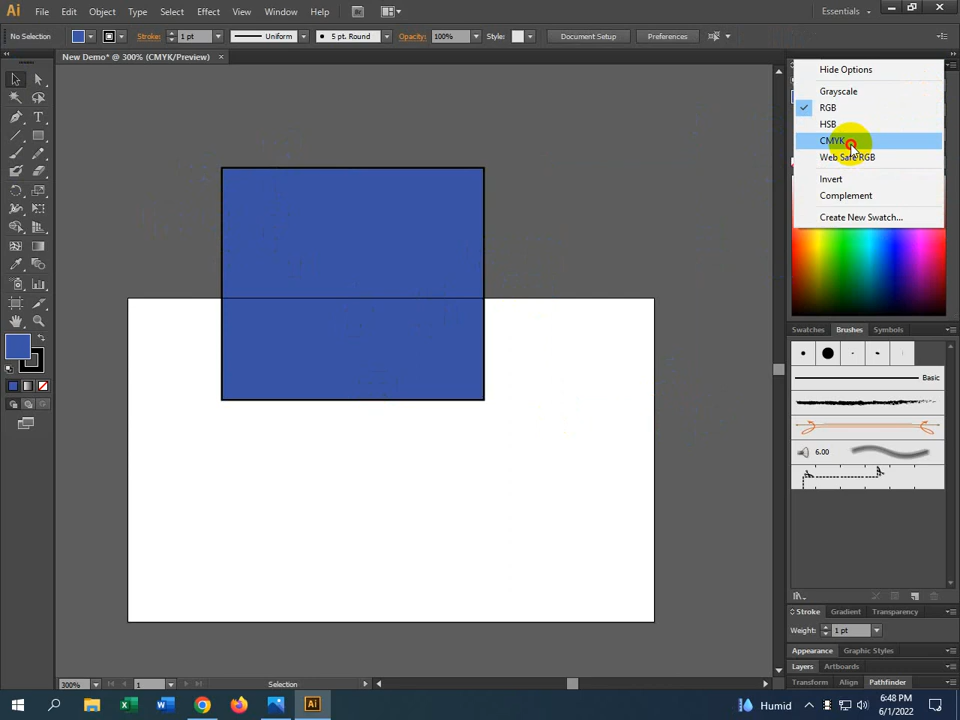 Ai File Edit Object Type Select Effect View Window Help Br Essentials
No Selection Stroke: 1 pt Uniform 5 pt. Round Opacity: 100% Style: Document Setup Preferences
New Demo* @ 300% (CMYK/Preview)
Hide Options
Grayscale
RGB
HSB
CMYK
Web Safe RGB
Invert
Complement
Create New Swatch...
Swatches Brushes Symbols
Basic
6.00
Stroke Gradient Transparency
Weight: 1 pt
Appearance Graphic Styles
Layers Artboards
Transform Align Pathfinder
300% 1 Selection
Humid 6:48 PM
6/1/2022